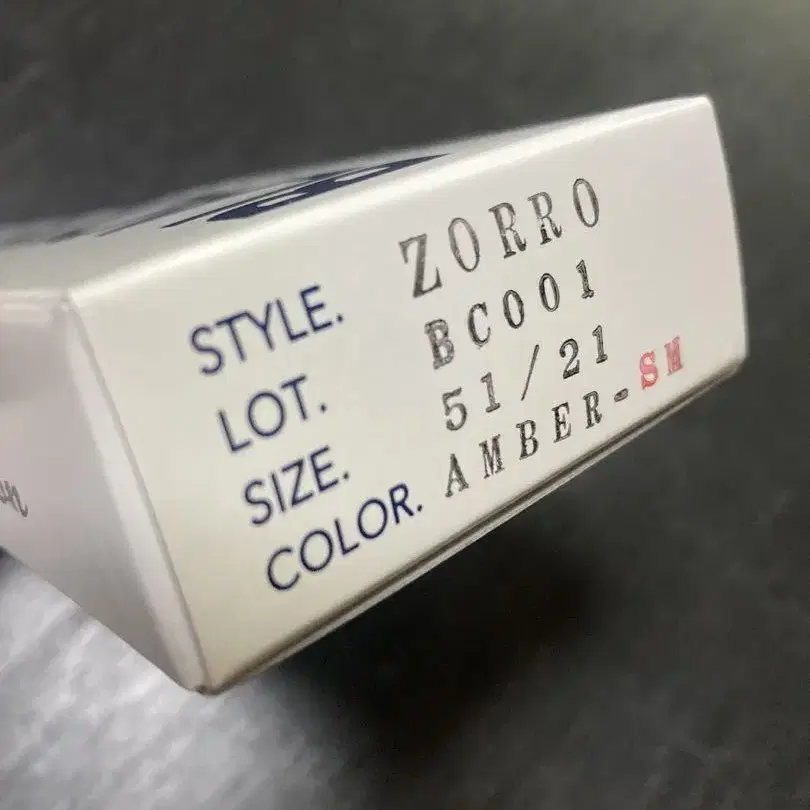 STYLE. ZORRO
LOT. BC001
SIZE. 51/21
COLOR. AMBER-SM